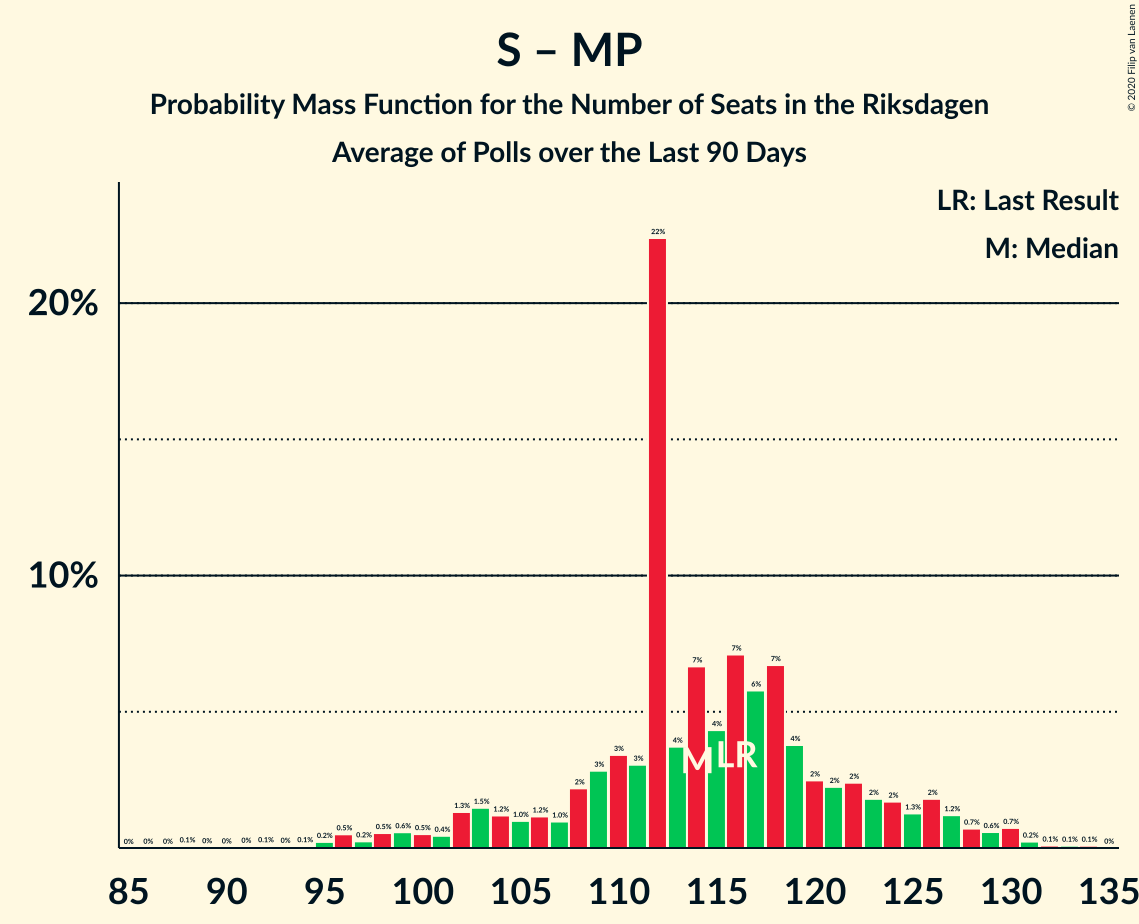 S – MP
Probability Mass Function for the Number of Seats in the Riksdagen
Average of Polls over the Last 90 Days
© 2020 Filip van Laenen
LR: Last Result
M: Median
20%
10%
0% 0% 0% 0.1% 0% 0% 0% 0.1% 0% 0.1% 0.2% 0.5% 0.2% 0.5% 0.6% 0.5% 0.4% 1.3% 1.5% 1.2% 1.0% 1.2% 1.0% 2% 3% 3% 3% 22% 4% 7% 4% 7% 6% 7% 4% 2% 2% 2% 2% 2% 1.3% 2% 1.2% 0.7% 0.6% 0.7% 0.2% 0.1% 0.1% 0.1% 0%
M LR
85 90 95 100 105 110 115 120 125 130 135